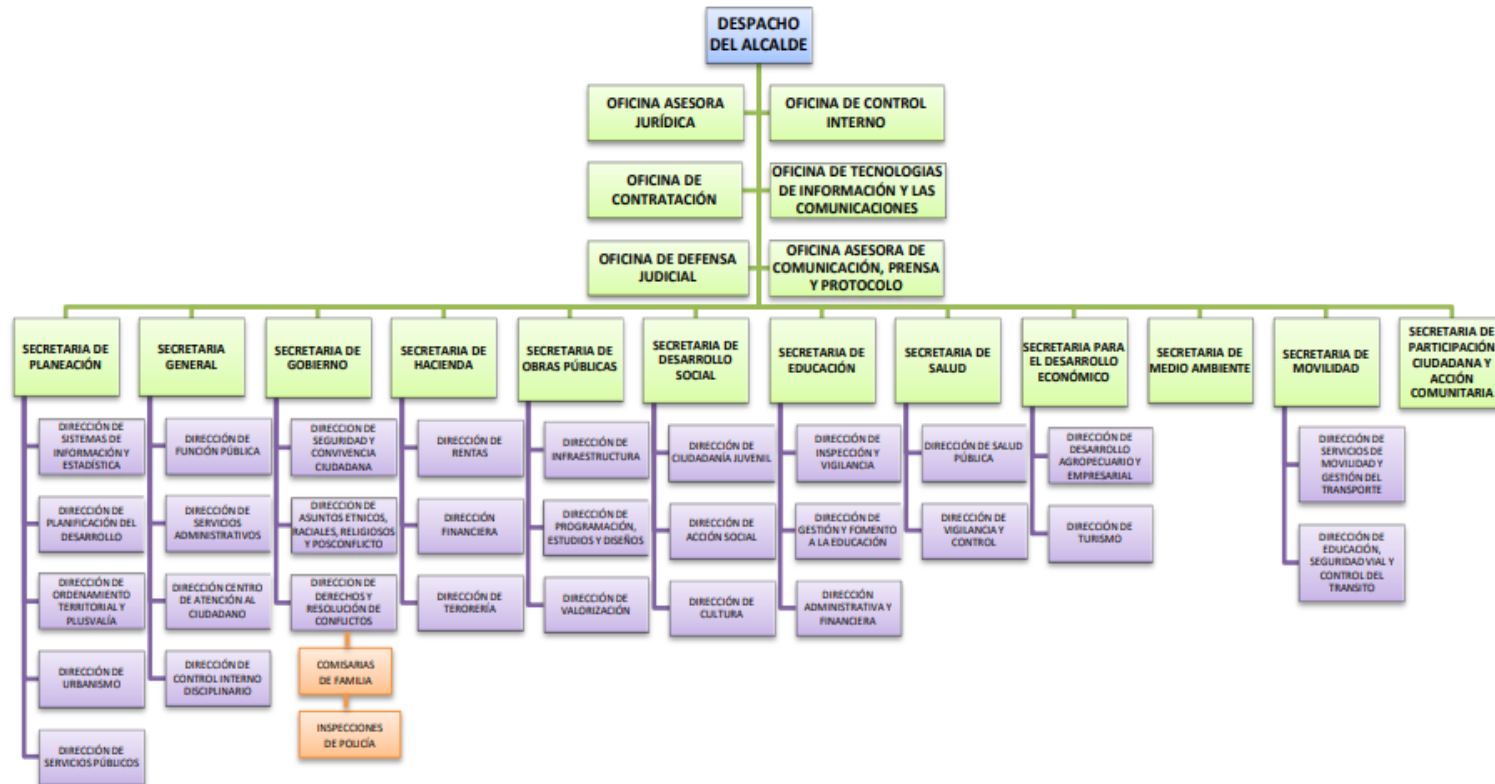 DESPACHO
DEL ALCALDE
OFICINA ASESORA
JURÍDICA
OFICINA DE CONTROL
INTERNO
OFICINA DE
CONTRATACIÓN
OFICINA DE TECNOLOGIAS
DE INFORMACIÓN Y LAS
COMUNICACIONES
OFICINA DE DEFENSA
JUDICIAL
OFICINA ASESORA DE
COMUNICACIÓN, PRENSA
Y PROTOCOLO
SECRETARIA DE
PLANEACIÓN
SECRETARIA
GENERAL
SECRETARIA DE
GOBIERNO
SECRETARIA DE
HACIENDA
SECRETARIA DE
OBRAS PÚBLICAS
SECRETARIA DE
DESARROLLO
SOCIAL
SECRETARIA DE
EDUCACIÓN
SECRETARIA DE
SALUD
SECRETARIA PARA
EL DESARROLLO
ECONÓMICO
SECRETARIA DE
MEDIO AMBIENTE
SECRETARIA DE
MOVILIDAD
SECRETARIA DE
PARTICIPACIÓN
CIUDADANA Y
ACCIÓN
COMUNITARIA
DIRECCIÓN DE
SISTEMAS DE
INFORMACIÓN Y
ESTADÍSTICA
DIRECCIÓN DE
PLANIFICACIÓN DEL
DESARROLLO
DIRECCIÓN DE
ORDENAMIENTO
TERRITORIAL Y
PLUSVALÍA
DIRECCIÓN DE
URBANISMO
DIRECCIÓN DE
SERVICIOS PÚBLICOS
DIRECCIÓN DE
FUNCIÓN PÚBLICA
DIRECCIÓN DE
SERVICIOS
ADMINISTRATIVOS
DIRECCIÓN CENTRO
DE ATENCIÓN AL
CIUDADANO
DIRECCIÓN DE
CONTROL INTERNO
DISCIPLINARIO
DIRECCION DE
SEGURIDAD Y
CONVIVENCIA
CIUDADANA
DIRECCION DE
ASUNTOS ETNICOS,
RACIALES, RELIGIOSOS
Y POSCONFLICTO
DIRECCION DE
DERECHOS Y
RESOLUCIÓN DE
CONFLICTOS
COMISARIAS
DE FAMILIA
INSPECCIONES
DE POLICÍA
DIRECCIÓN DE
RENTAS
DIRECCIÓN
FINANCIERA
DIRECCIÓN DE
TERORERÍA
DIRECCIÓN DE
INFRAESTRUCTURA
DIRECCIÓN DE
PROGRAMACIÓN,
ESTUDIOS Y DISEÑOS
DIRECCIÓN DE
VALORIZACIÓN
DIRECCIÓN DE
CIUDADANÍA JUVENIL
DIRECCIÓN DE
ACCIÓN SOCIAL
DIRECCIÓN DE
CULTURA
DIRECCIÓN DE
INSPECCIÓN Y
VIGILANCIA
DIRECCIÓN DE
GESTIÓN Y FOMENTO
A LA EDUCACIÓN
DIRECCIÓN
ADMINISTRATIVA Y
FINANCIERA
DIRECCIÓN DE SALUD
PÚBLICA
DIRECCIÓN DE
VIGILANCIA Y
CONTROL
DIRECCIÓN DE
DESARROLLO
AGROPECUARIO Y
EMPRESARIAL
DIRECCIÓN DE
TURISMO
DIRECCIÓN DE
SERVICIOS DE
MOVILIDAD Y
GESTIÓN DEL
TRANSPORTE
DIRECCIÓN DE
EDUCACIÓN,
SEGURIDAD VIAL Y
CONTROL DEL
TRANSITO